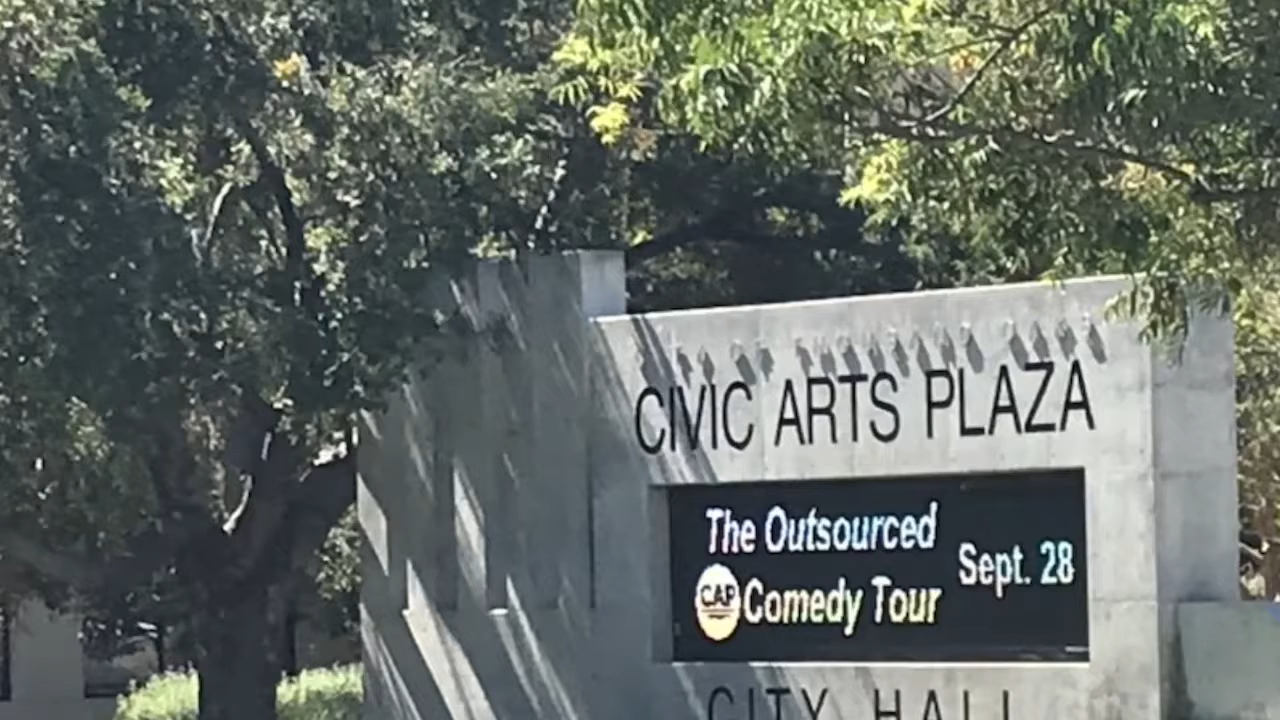 CIVIC ARTS PLAZA
The Outsourced
Sept. 28
CAP Comedy Tour
CITY HALL